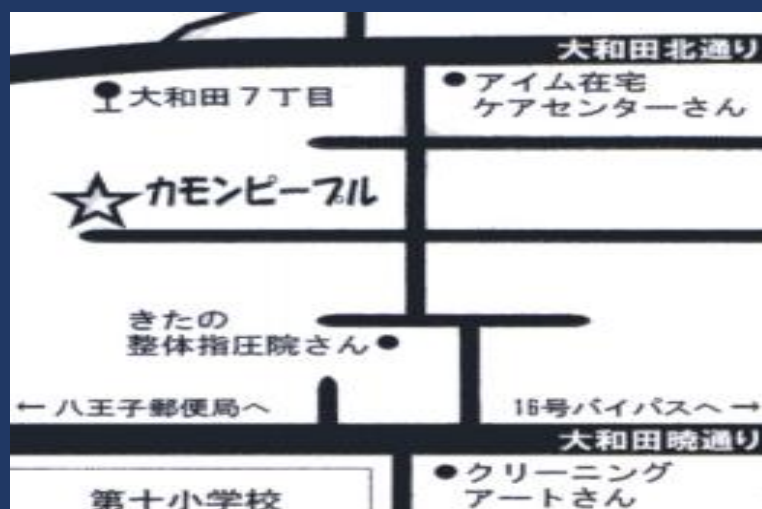 大和田北通り
アイム在宅
ケアセンターさん
大和田7丁目
カモンピープル
きたの
整体指圧院さん
← 八王子郵便局へ
16号バイパスへ →
大和田暁通り
クリーニング
アートさん
第十小学校